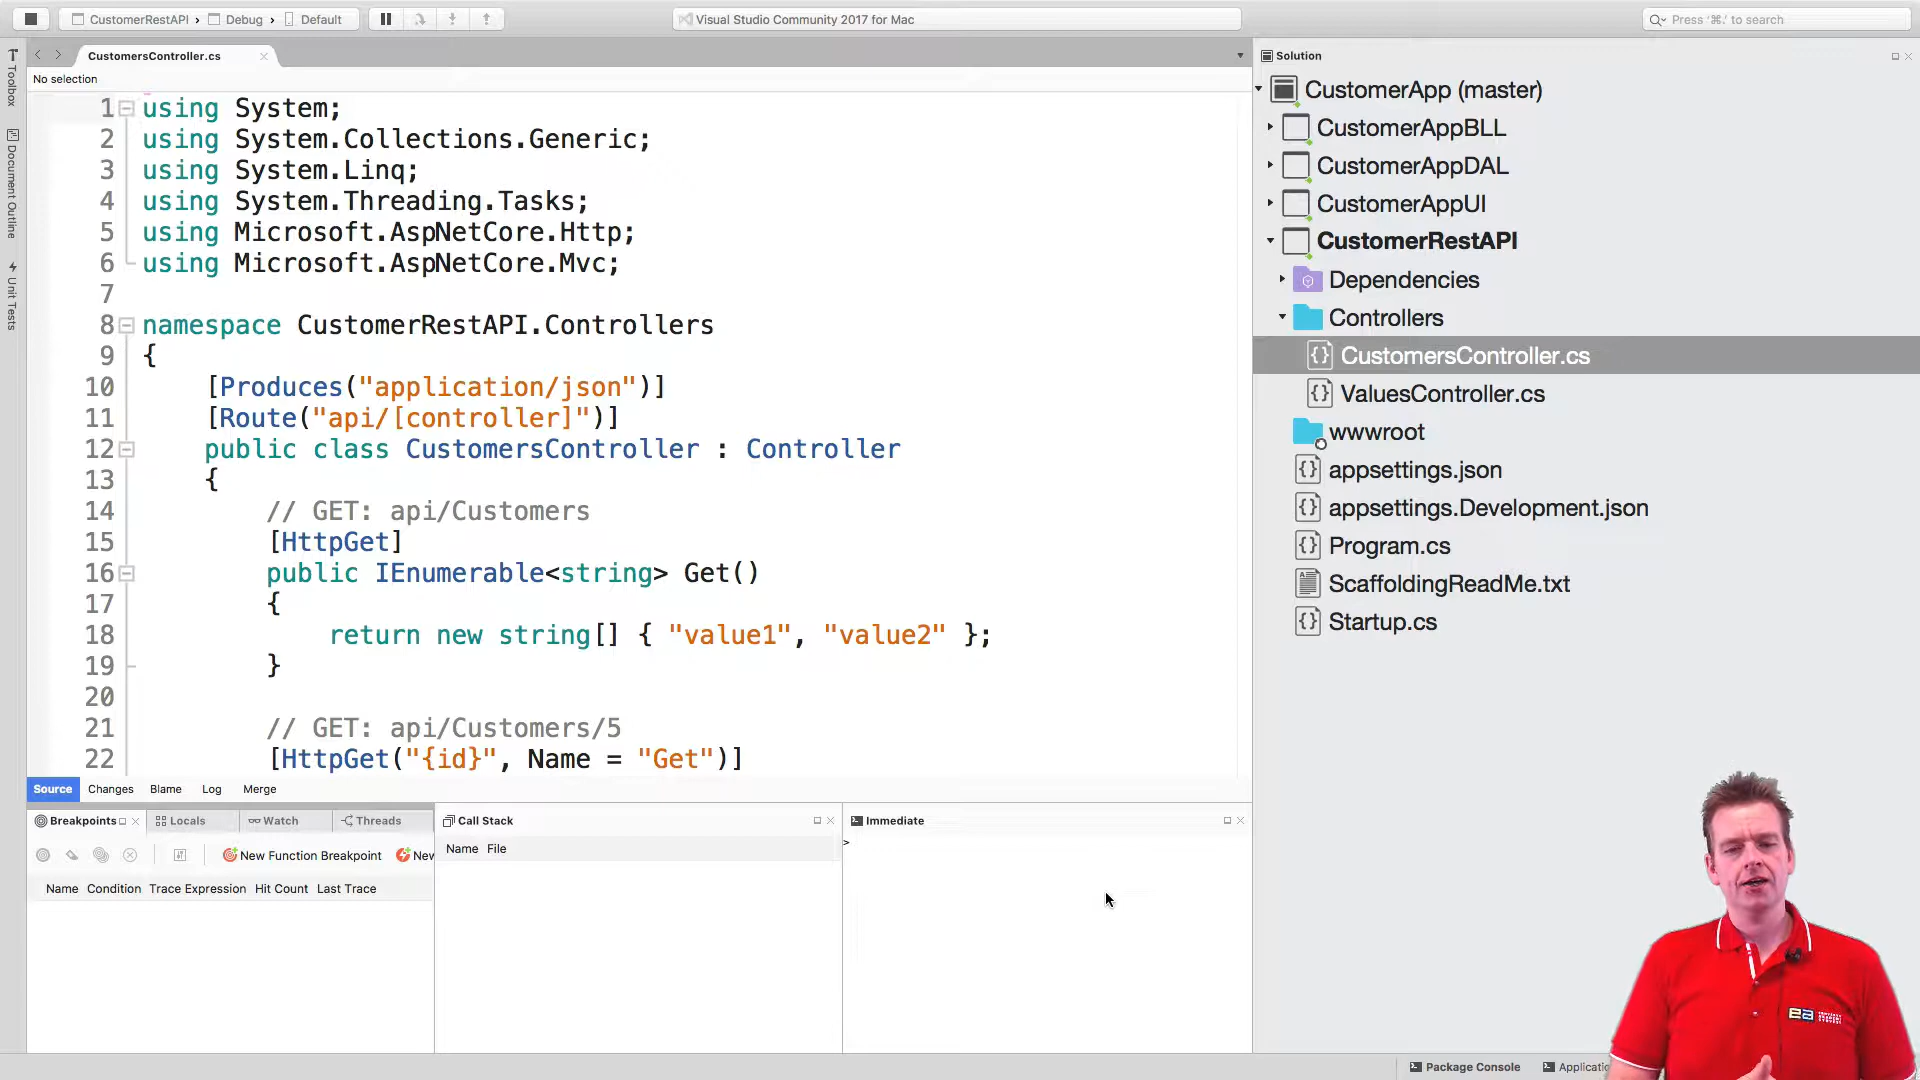 CustomerRestAPI › Debug › Default
Visual Studio Community 2017 for Mac
Press '⌘.' to search
CustomersController.cs
No selection
Toolbox
Document Outline
Unit Tests
1 using System;
2 using System.Collections.Generic;
3 using System.Linq;
4 using System.Threading.Tasks;
5 using Microsoft.AspNetCore.Http;
6 using Microsoft.AspNetCore.Mvc;
7
8 namespace CustomerRestAPI.Controllers
9 {
10 [Produces("application/json")]
11 [Route("api/[controller]")]
12 public class CustomersController : Controller
13 {
14 // GET: api/Customers
15 [HttpGet]
16 public IEnumerable<string> Get()
17 {
18 return new string[] { "value1", "value2" };
19 }
20
21 // GET: api/Customers/5
22 [HttpGet("{id}", Name = "Get")]
Source Changes Blame Log Merge
Breakpoints Locals Watch Threads
New Function Breakpoint New
Name Condition Trace Expression Hit Count Last Trace
Call Stack
Name File
Immediate
>
Solution
CustomerApp (master)
CustomerAppBLL
CustomerAppDAL
CustomerAppUI
CustomerRestAPI
Dependencies
Controllers
CustomersController.cs
ValuesController.cs
wwwroot
appsettings.json
appsettings.Development.json
Program.cs
ScaffoldingReadMe.txt
Startup.cs
Package Console
ea